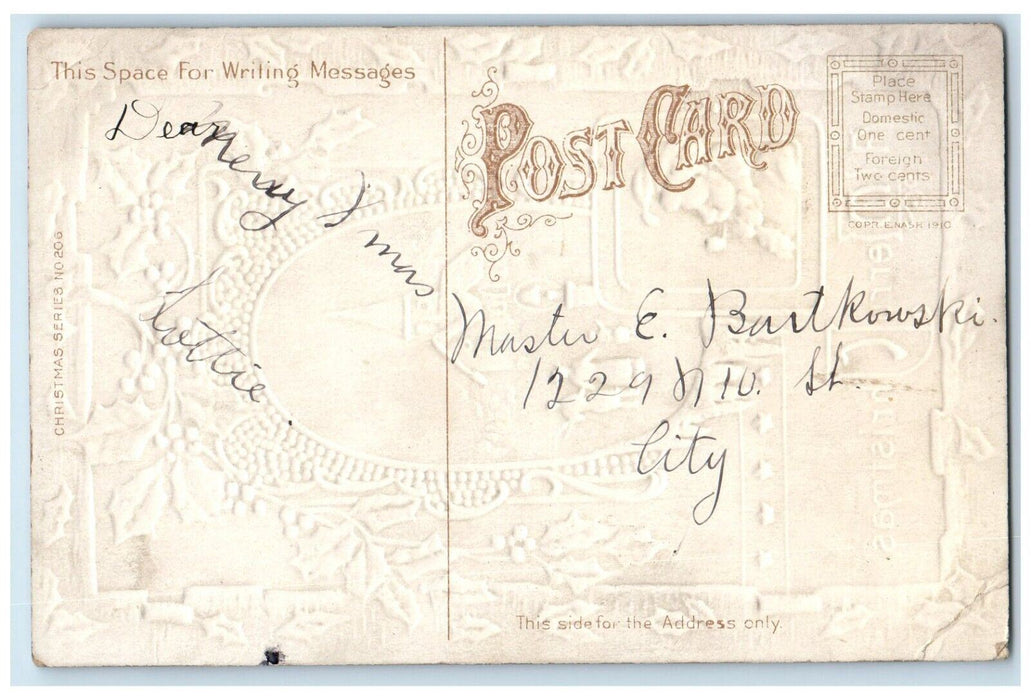 This Space For Writing Messages
Dear
Merry Xmas
Lottie.
CHRISTMAS SERIES NO 206
POST CARD
Place
Stamp Here
Domestic
One cent
Foreign
Two cents
COPR. E. NASH 1910
Master E. Bartkowski.
1229 N 10. St.
City
This side for the Address only.